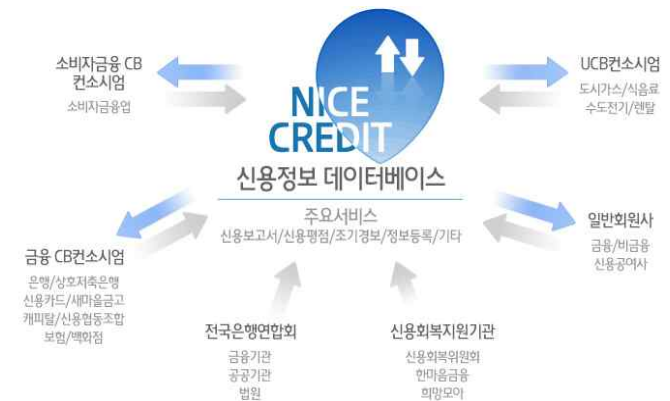 소비자금융 CB
컨소시엄
소비자금융업
NICE
CREDIT
UCB컨소시엄
도시가스/식음료
수도전기/렌탈
신용정보 데이터베이스
주요서비스
신용보고서/신용평점/조기경보/정보등록/기타
금융 CB컨소시엄
은행/상호저축은행
신용카드/새마을금고
캐피탈/신용협동조합
보험/백화점
일반회원사
금융/비금융
신용공여사
전국은행연합회
금융기관
공공기관
법원
신용회복지원기관
신용회복위원회
한마음금융
희망모아